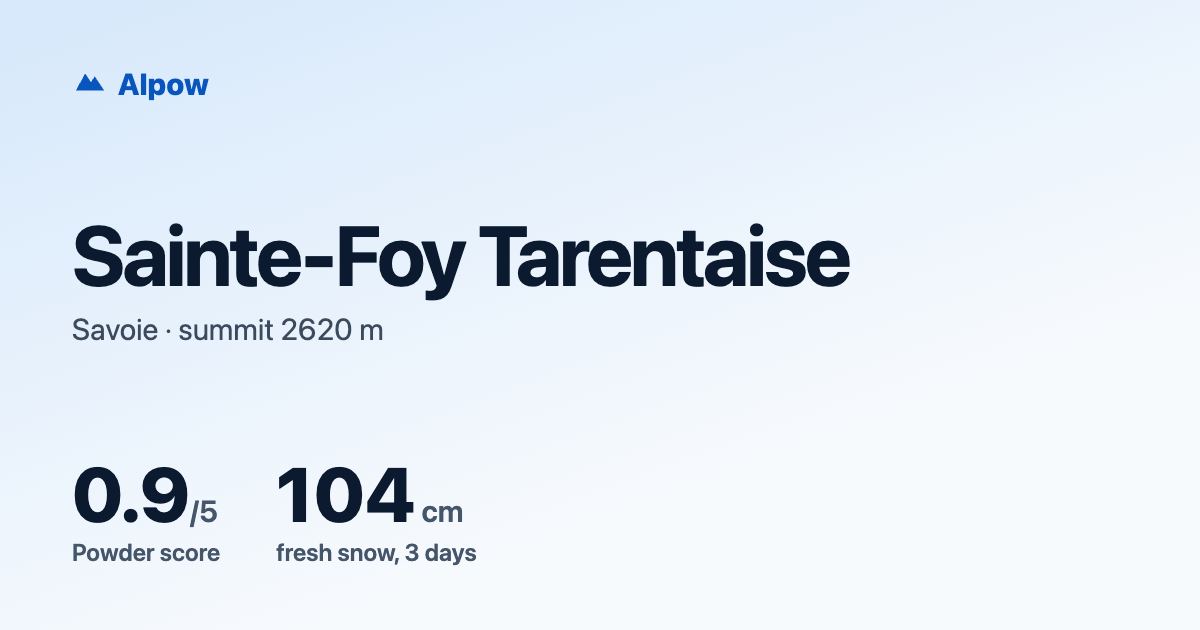 Alpow
Sainte-Foy Tarentaise
Savoie · summit 2620 m
0.9/5 104 cm
Powder score fresh snow, 3 days